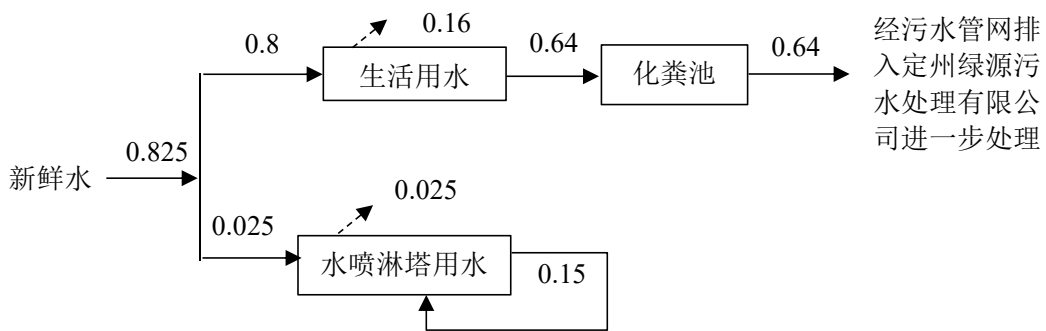 0.16
0.8
0.64
0.64
生活用水
化粪池
经污水管网排
入定州绿源污
水处理有限公
司进一步处理
0.825
新鲜水
0.025
0.025
水喷淋塔用水
0.15